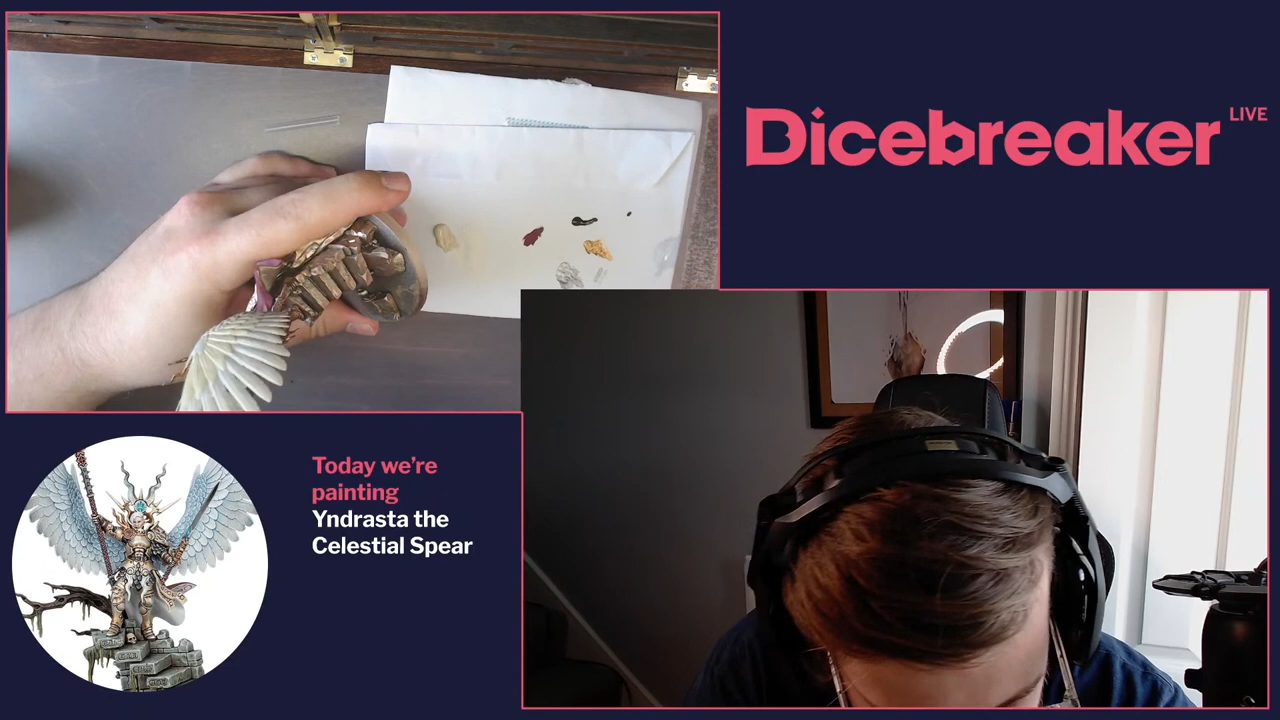 Dicebreaker LIVE
Today we're
painting
Yndrasta the
Celestial Spear